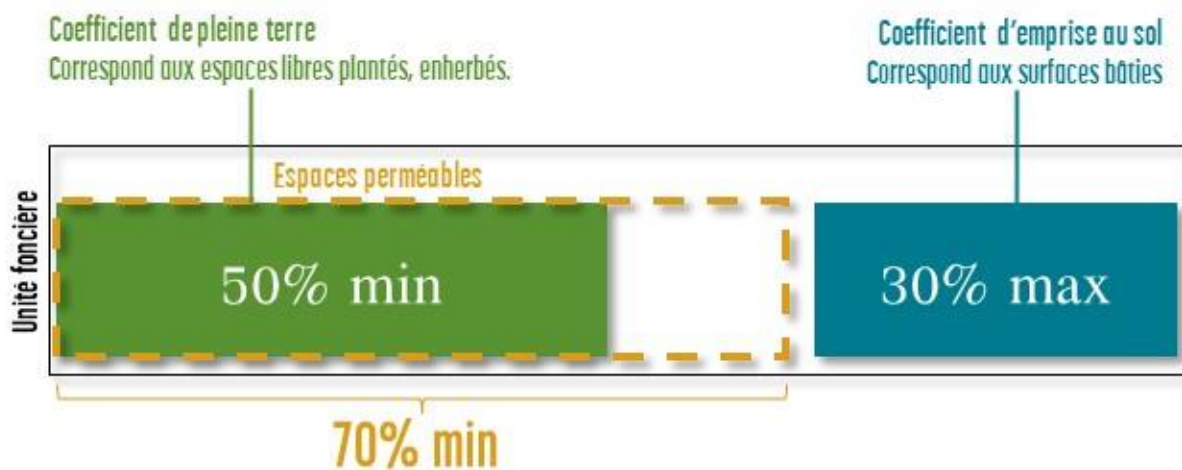 Coefficient de pleine terre
Correspond aux espaces libres plantés, enherbés.
Coefficient d'emprise au sol
Correspond aux surfaces bâties
Unité foncière
Espaces perméables
50% min
30% max
70% min